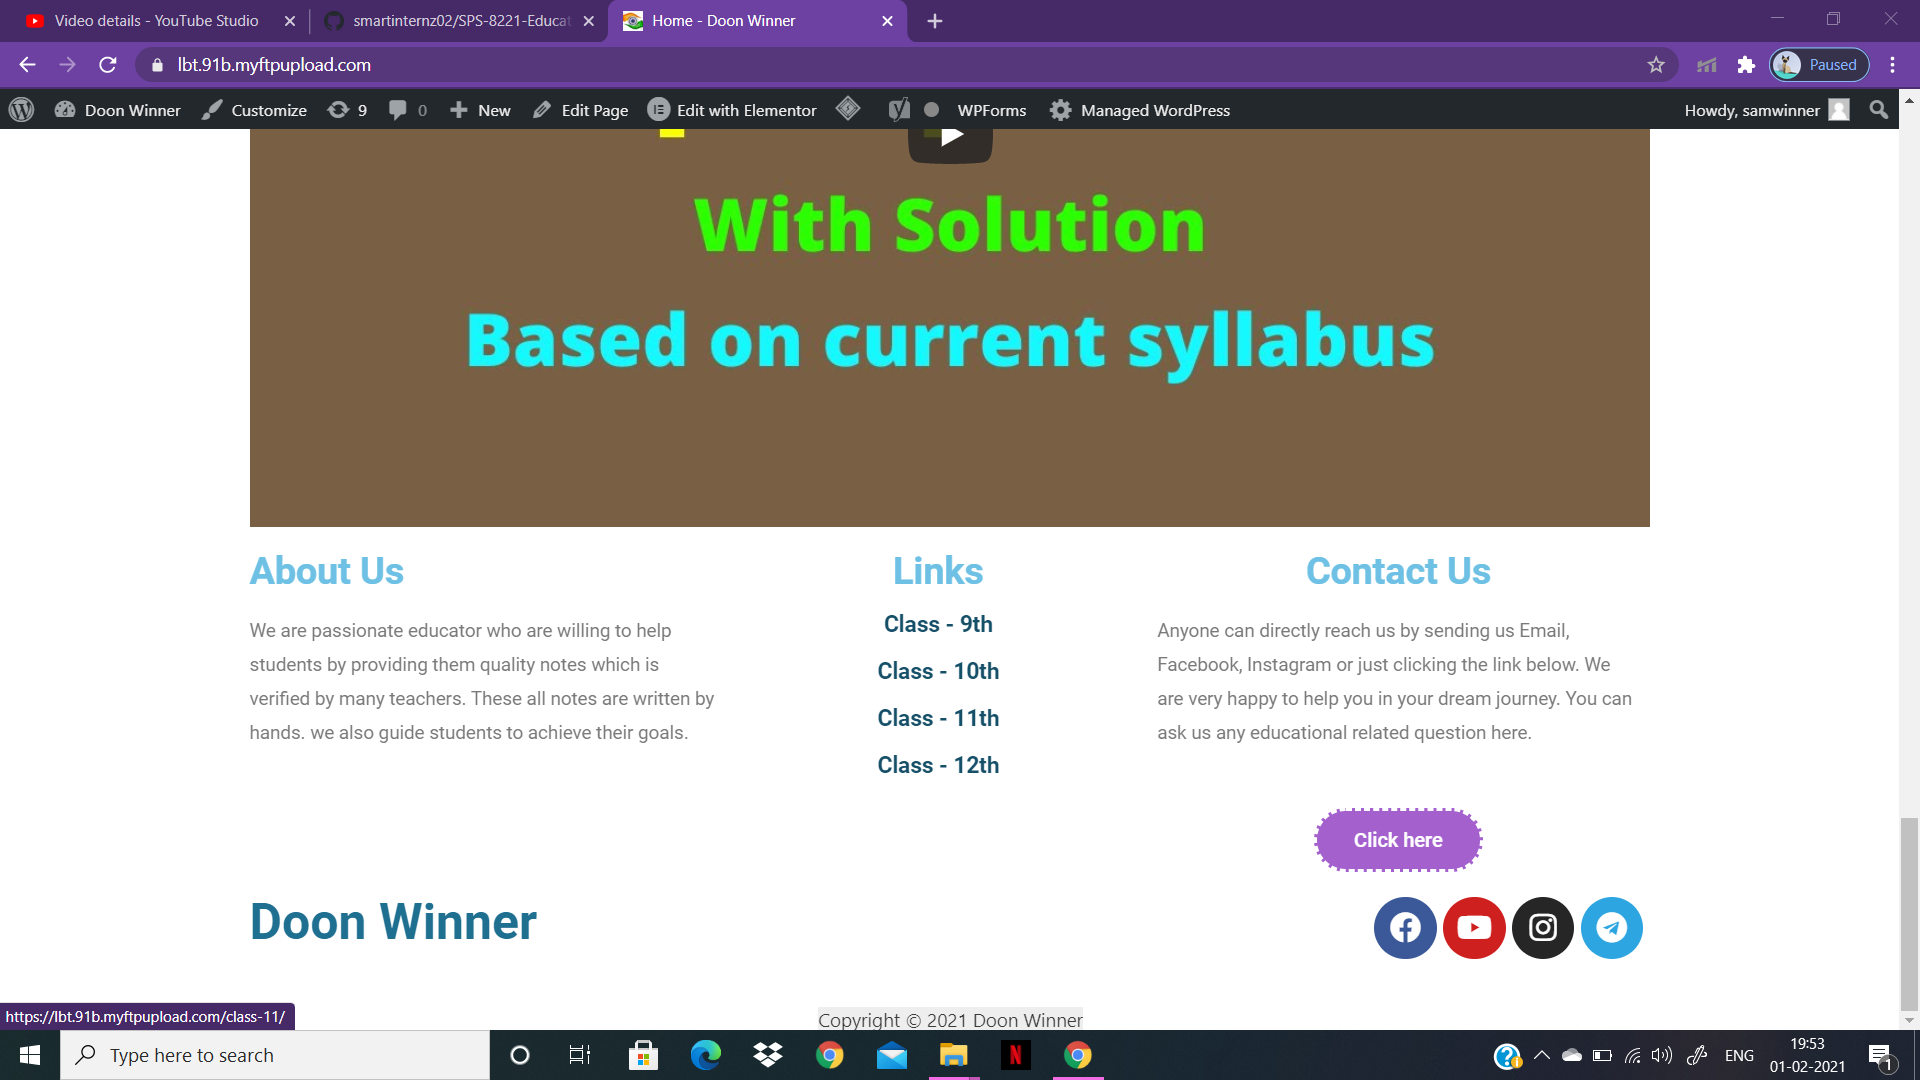 Video details - YouTube Studio
smartinternz02/SPS-8221-Educat
Home - Doon Winner
lbt.91b.myftpupload.com
Paused
Doon Winner
Customize
9
0
New
Edit Page
Edit with Elementor
WPForms
Managed WordPress
Howdy, samwinner
With Solution
Based on current syllabus
About Us
We are passionate educator who are willing to help
students by providing them quality notes which is
verified by many teachers. These all notes are written by
hands. we also guide students to achieve their goals.
Links
Class - 9th
Class - 10th
Class - 11th
Class - 12th
Contact Us
Anyone can directly reach us by sending us Email,
Facebook, Instagram or just clicking the link below. We
are very happy to help you in your dream journey. You can
ask us any educational related question here.
Click here
Doon Winner
https://lbt.91b.myftpupload.com/class-11/
Copyright © 2021 Doon Winner
Type here to search
ENG
19:53
01-02-2021
1